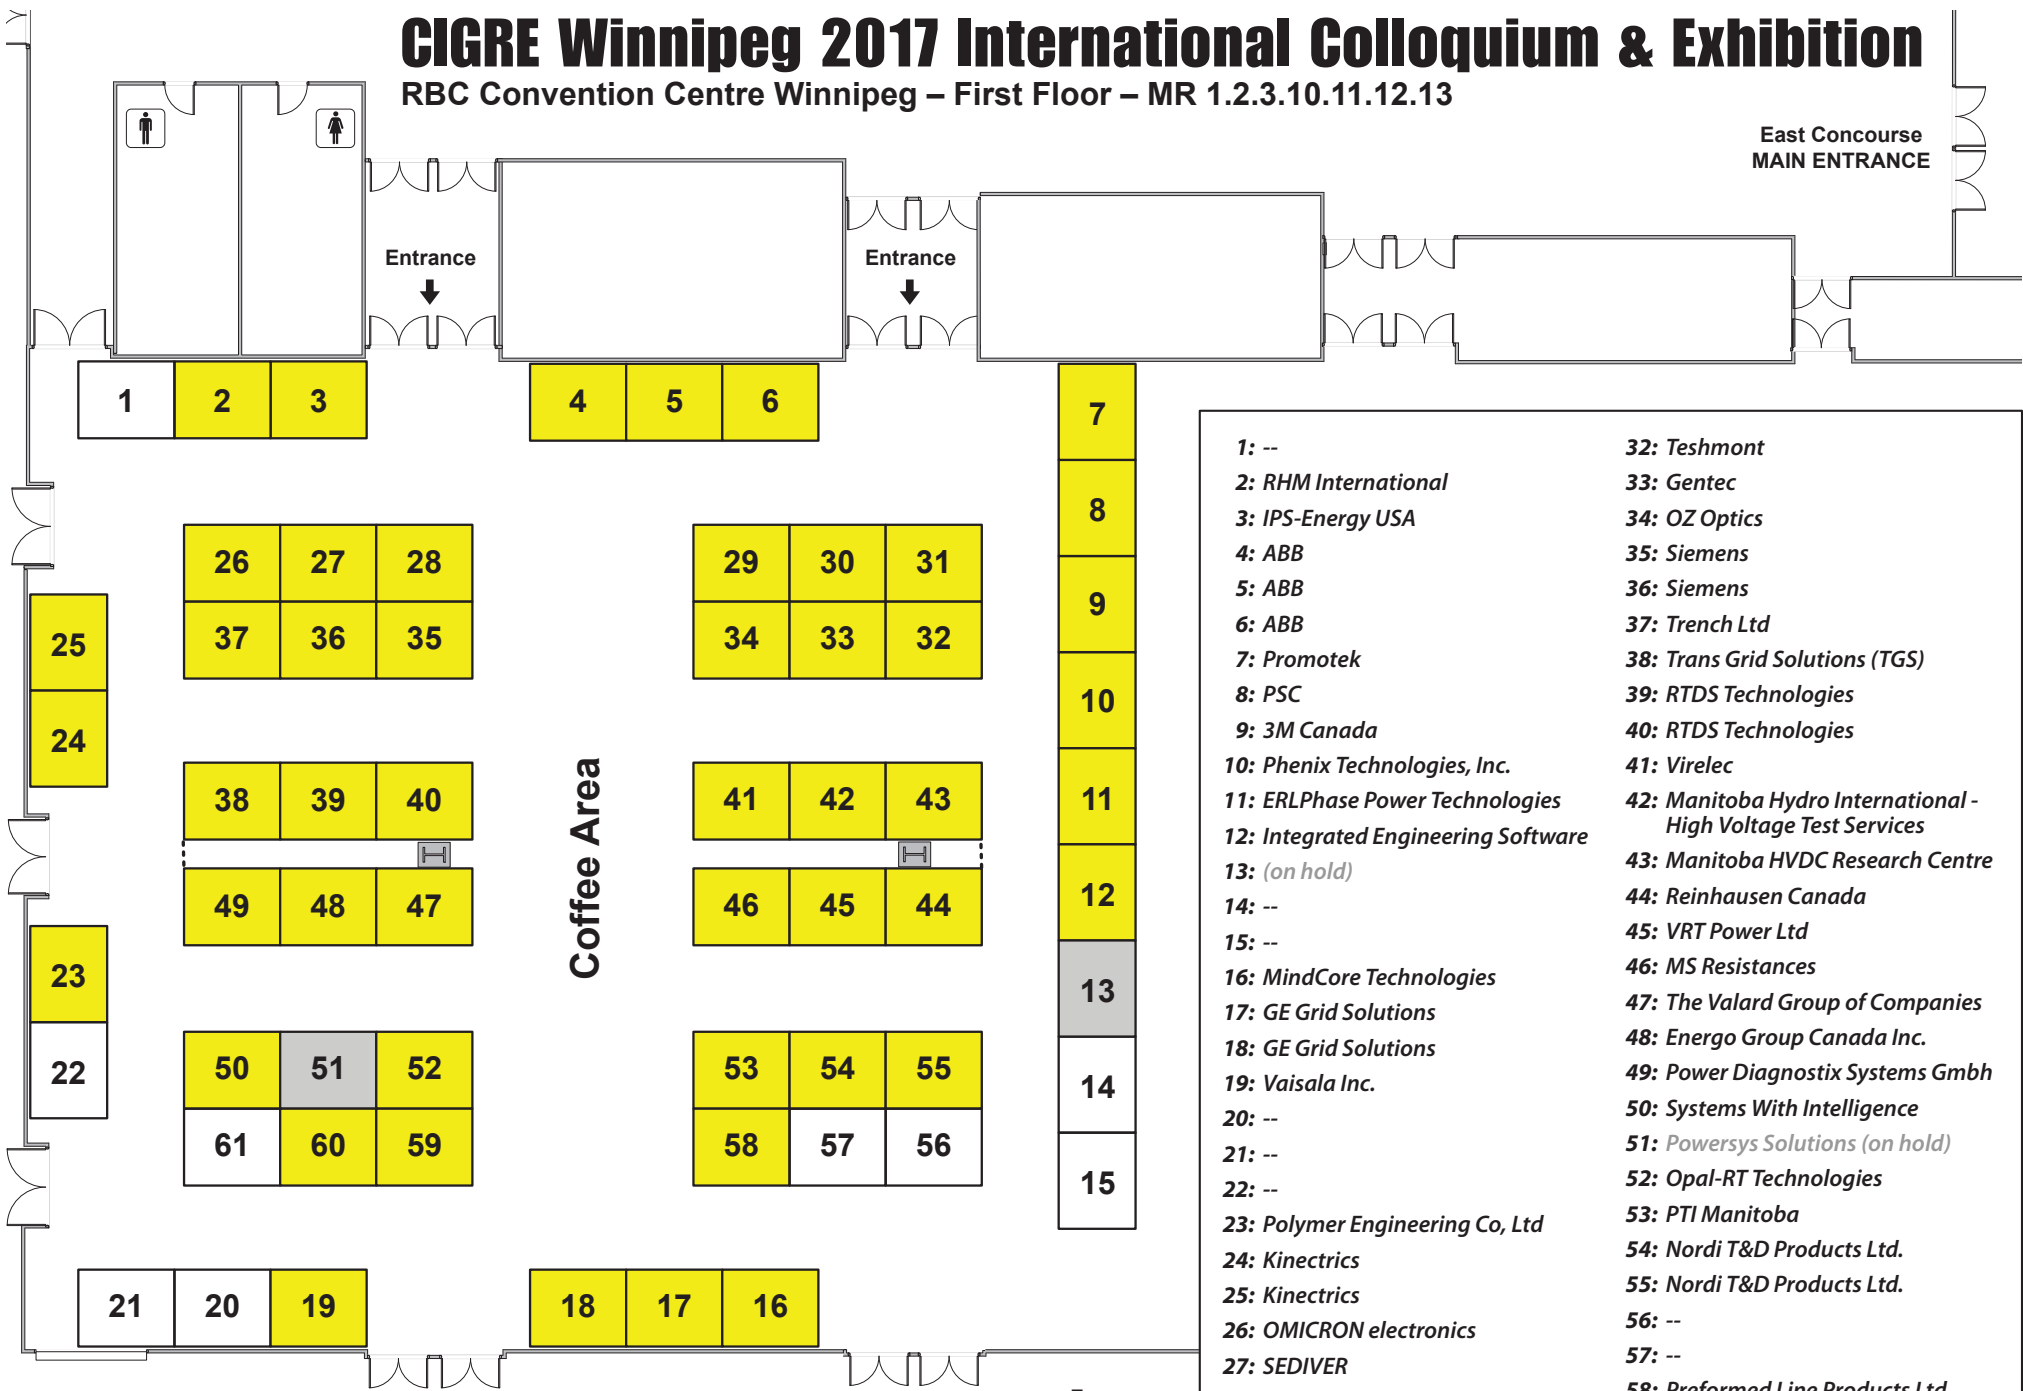 CIGRE Winnipeg 2017 International Colloquium & Exhibition
RBC Convention Centre Winnipeg – First Floor – MR 1.2.3.10.11.12.13
East Concourse
MAIN ENTRANCE
Entrance
Entrance
1 2 3
4 5 6
7
8
9
10
11
12
13
14
15
26 27 28
37 36 35
29 30 31
34 33 32
25
24
38 39 40
49 48 47
Coffee Area
41 42 43
46 45 44
23
22
50 51 52
61 60 59
53 54 55
58 57 56
21 20 19
18 17 16
1: --
2: RHM International
3: IPS-Energy USA
4: ABB
5: ABB
6: ABB
7: Promotek
8: PSC
9: 3M Canada
10: Phenix Technologies, Inc.
11: ERLPhase Power Technologies
12: Integrated Engineering Software
13: (on hold)
14: --
15: --
16: MindCore Technologies
17: GE Grid Solutions
18: GE Grid Solutions
19: Vaisala Inc.
20: --
21: --
22: --
23: Polymer Engineering Co, Ltd
24: Kinectrics
25: Kinectrics
26: OMICRON electronics
27: SEDIVER
32: Teshmont
33: Gentec
34: OZ Optics
35: Siemens
36: Siemens
37: Trench Ltd
38: Trans Grid Solutions (TGS)
39: RTDS Technologies
40: RTDS Technologies
41: Virelec
42: Manitoba Hydro International -
High Voltage Test Services
43: Manitoba HVDC Research Centre
44: Reinhausen Canada
45: VRT Power Ltd
46: MS Resistances
47: The Valard Group of Companies
48: Energo Group Canada Inc.
49: Power Diagnostix Systems Gmbh
50: Systems With Intelligence
51: Powersys Solutions (on hold)
52: Opal-RT Technologies
53: PTI Manitoba
54: Nordi T&D Products Ltd.
55: Nordi T&D Products Ltd.
56: --
57: --
58: Preformed Line Products Ltd